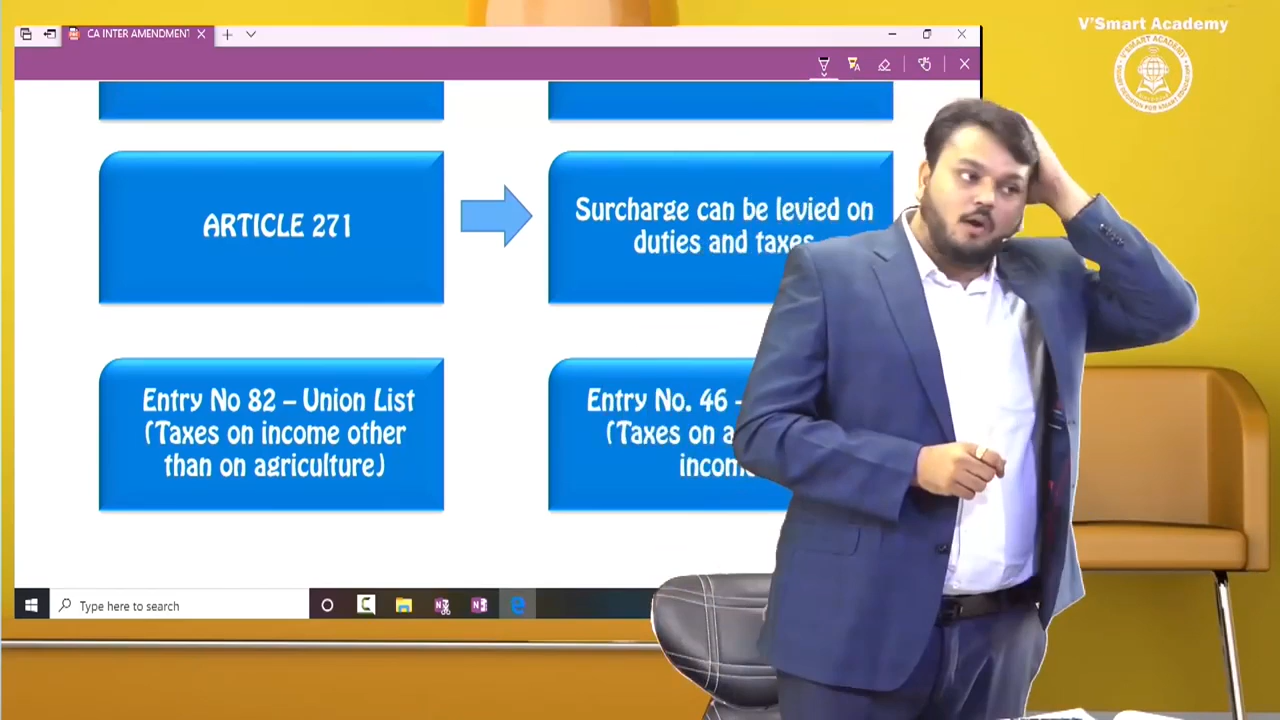 V'Smart Academy
CA INTER AMENDMENT
ARTICLE 271
Surcharge can be levied on
duties and taxes
Entry No 82 – Union List
(Taxes on income other
than on agriculture)
Entry No. 46 -
(Taxes on
Type here to search